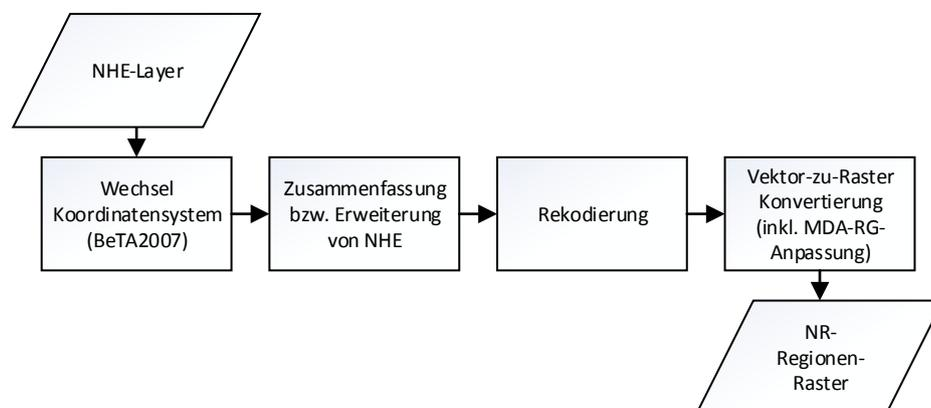 NHE-Layer
Wechsel
Koordinatensystem
(BeTA2007)
Zusammenfassung
bzw. Erweiterung
von NHE
Rekodierung
Vektor-zu-Raster
Konvertierung
(inkl. MDA-RG-
Anpassung)
NR-
Regionen-
Raster